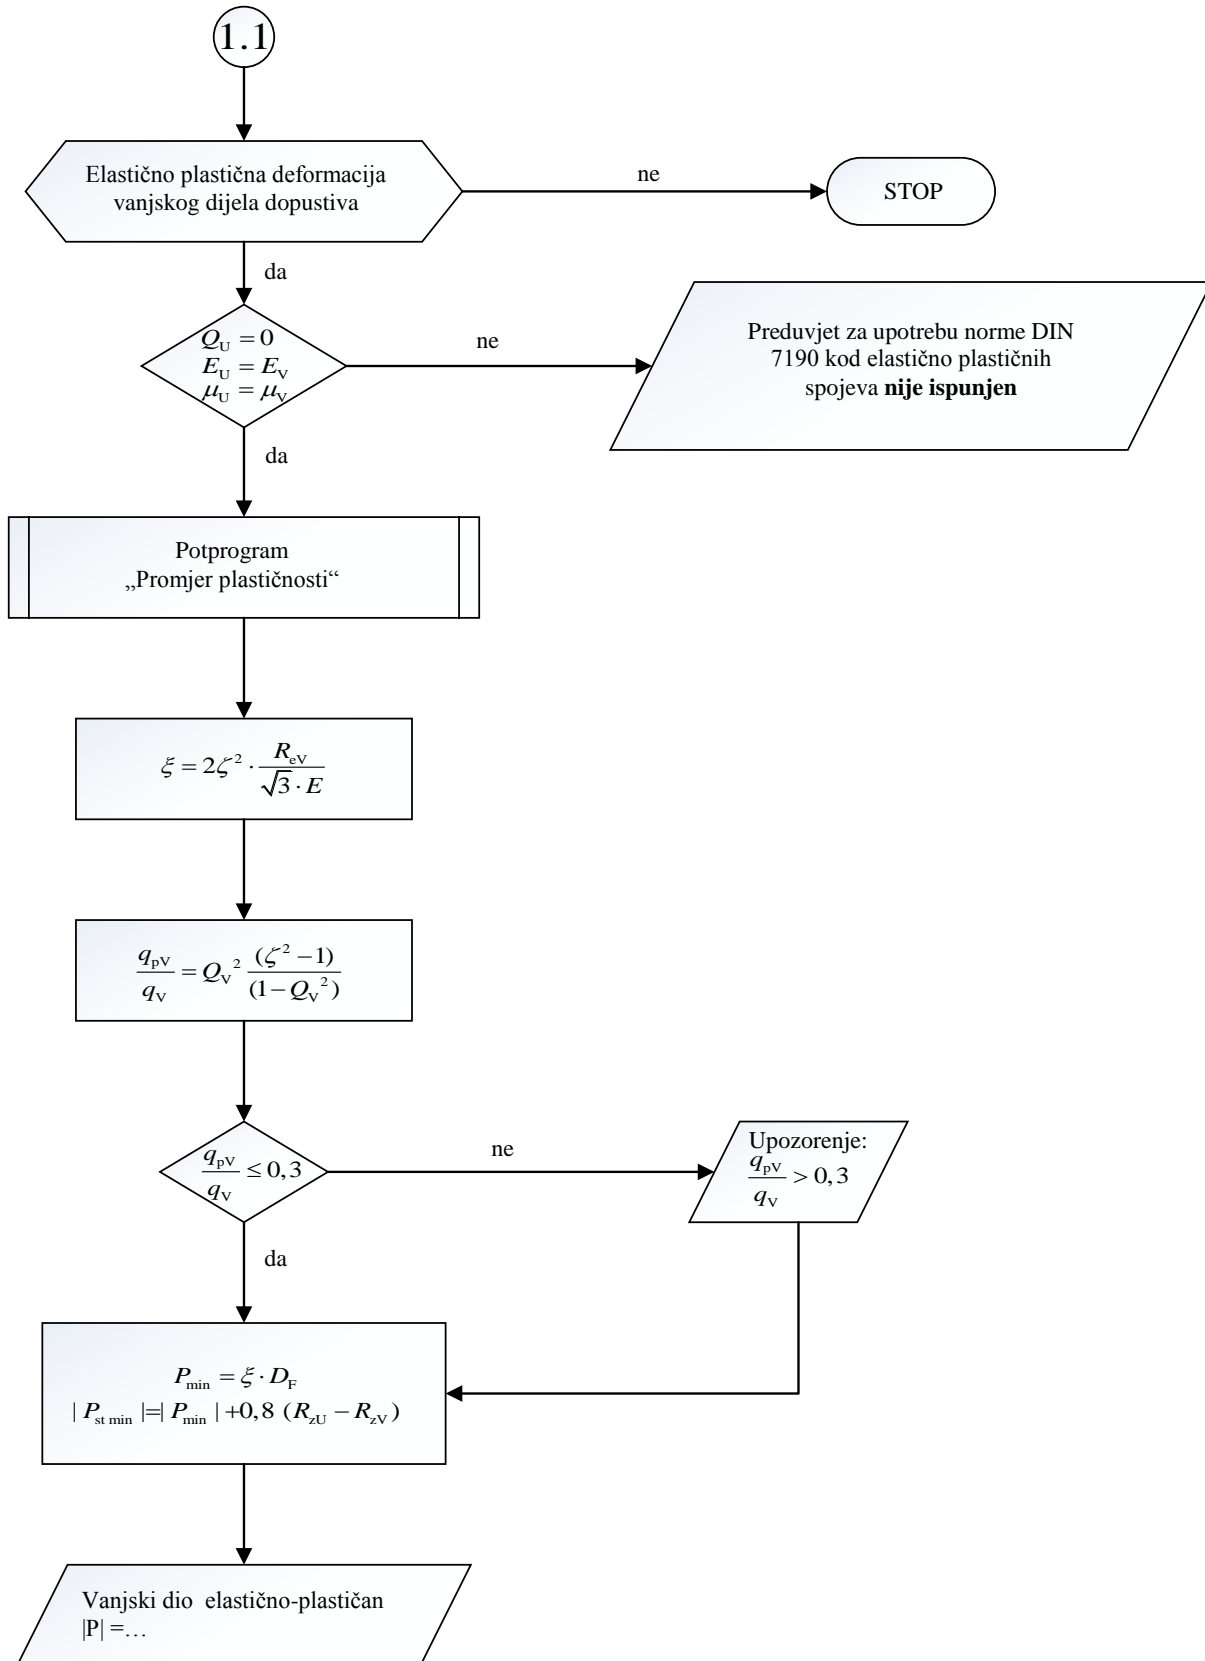 1.1
Elastično plastična deformacija
vanjskog dijela dopustiva
ne
STOP
da
Q_U = 0
E_U = E_V
μ_U = μ_V
ne
Preduvjet za upotrebu norme DIN
7190 kod elastično plastičnih
spojeva nije ispunjen
da
Potprogram
„Promjer plastičnosti“
ξ = 2ζ² · R_eV / (√3 · E)
q_pV / q_V = Q_V² (ζ² − 1) / (1 − Q_V²)
q_pV / q_V ≤ 0,3
ne
Upozorenje:
q_pV / q_V > 0,3
da
P_min = ξ · D_F
| P_st min |=| P_min | +0,8 (R_zU − R_zV)
Vanjski dio elastično-plastičan
|P| =…